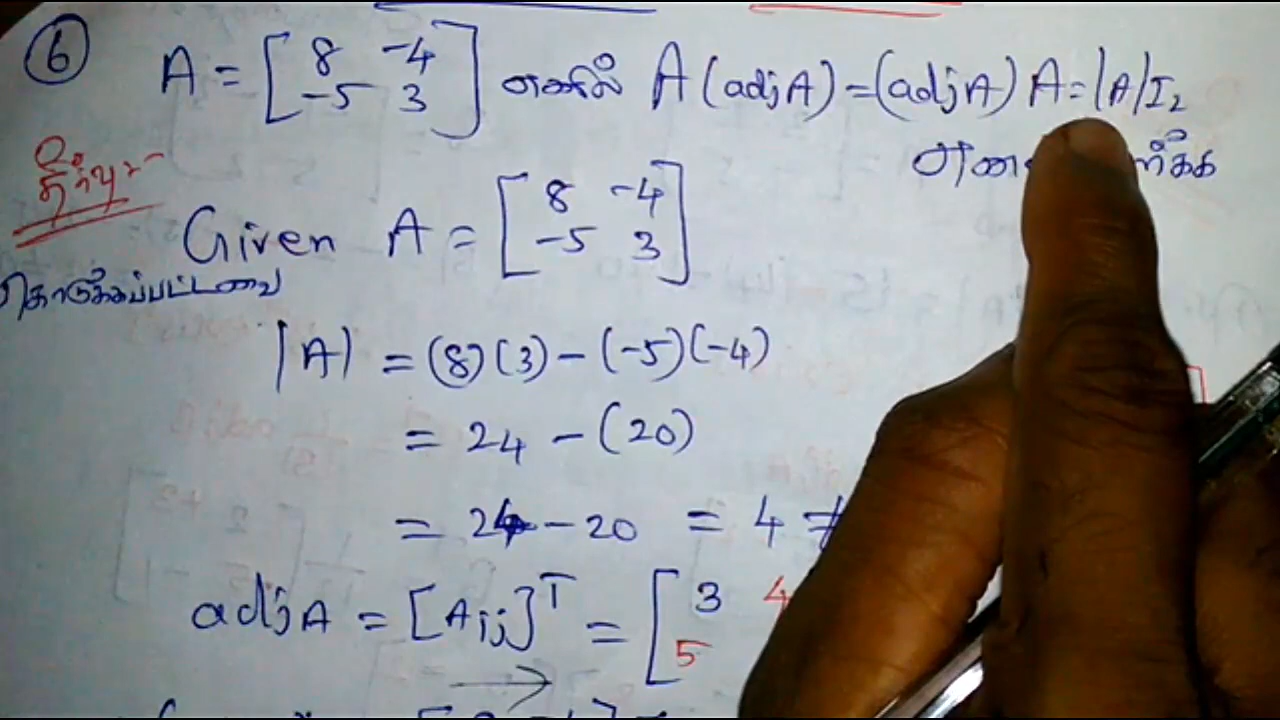 6 A = [ 8 -4 -5 3 ] எனில் A (adj A) = (adj A) A = |A| I₂
தீர்வு :-
Given A = [ 8 -4 -5 3 ]
கொடுக்கப்பட்டவை
|A| = (8)(3) - (-5)(-4)
= 24 - (20)
= 24 - 20 = 4 ≠
adj A = [Aij]ᵀ = [ 3 4 5